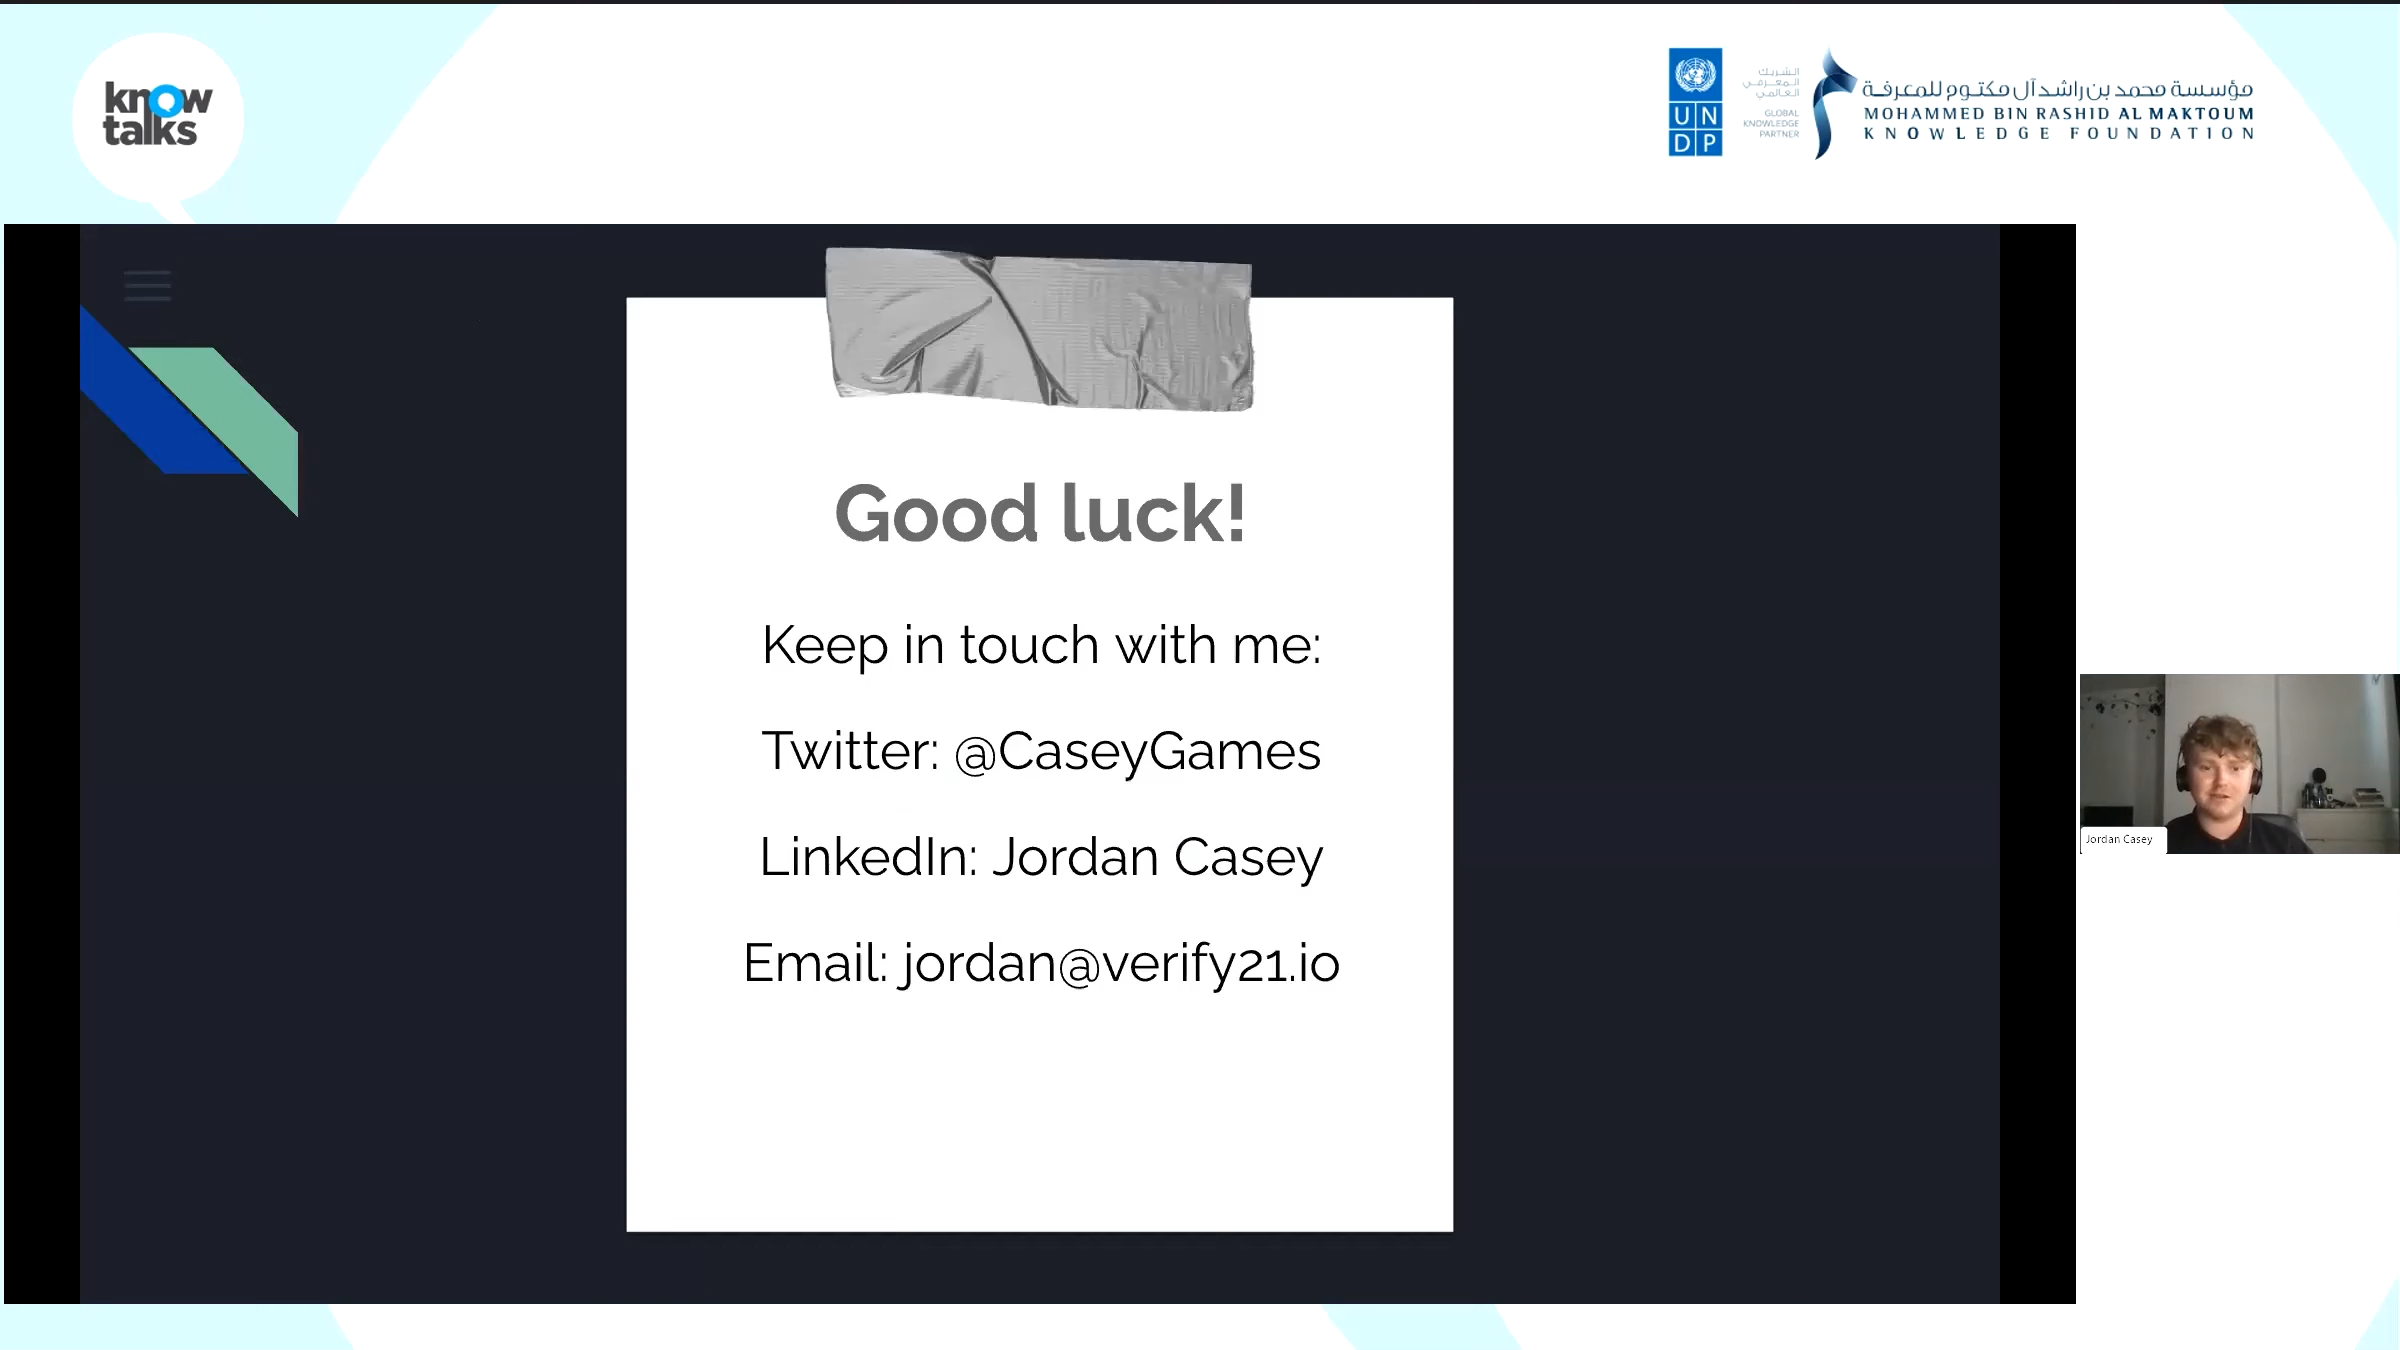 know
talks
UN
DP
الشريك
المعرفي
العالمي
GLOBAL
KNOWLEDGE
PARTNER
مؤسسة محمد بن راشد آل مكتوم للمعرفة
MOHAMMED BIN RASHID AL MAKTOUM
KNOWLEDGE FOUNDATION
Good luck!
Keep in touch with me:
Twitter: @CaseyGames
LinkedIn: Jordan Casey
Email: jordan@verify21.io
Jordan Casey